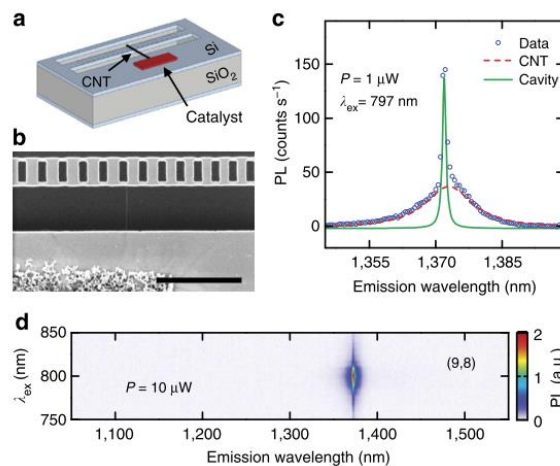 a
Si
CNT
SiO2
Catalyst
b
c
PL (counts s−1)
150
100
50
0
P = 1 μW
λex= 797 nm
Data
CNT
Cavity
1,355 1,370 1,385
Emission wavelength (nm)
d
λex (nm)
850
800
750
P = 10 μW
(9,8)
1,100 1,200 1,300 1,400 1,500
Emission wavelength (nm)
2
1
0
PL (a.u.)